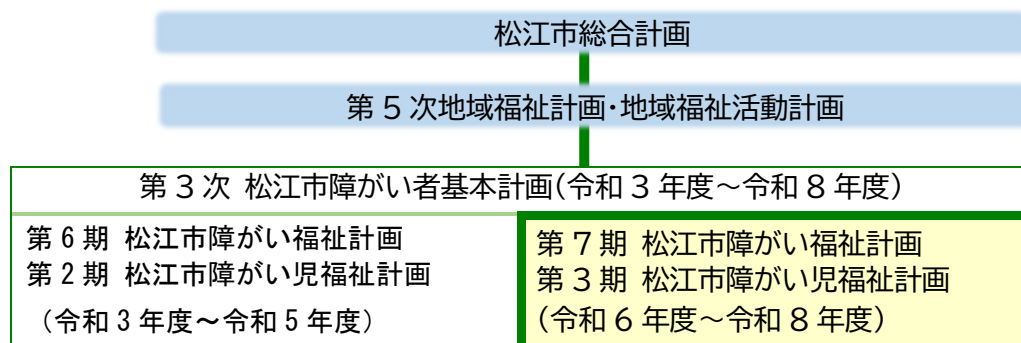 松江市総合計画
第5次地域福祉計画・地域福祉活動計画
第3次 松江市障がい者基本計画(令和3年度～令和8年度)
第6期 松江市障がい福祉計画
第2期 松江市障がい児福祉計画
（令和3年度～令和5年度）
第7期 松江市障がい福祉計画
第3期 松江市障がい児福祉計画
(令和6年度～令和8年度)